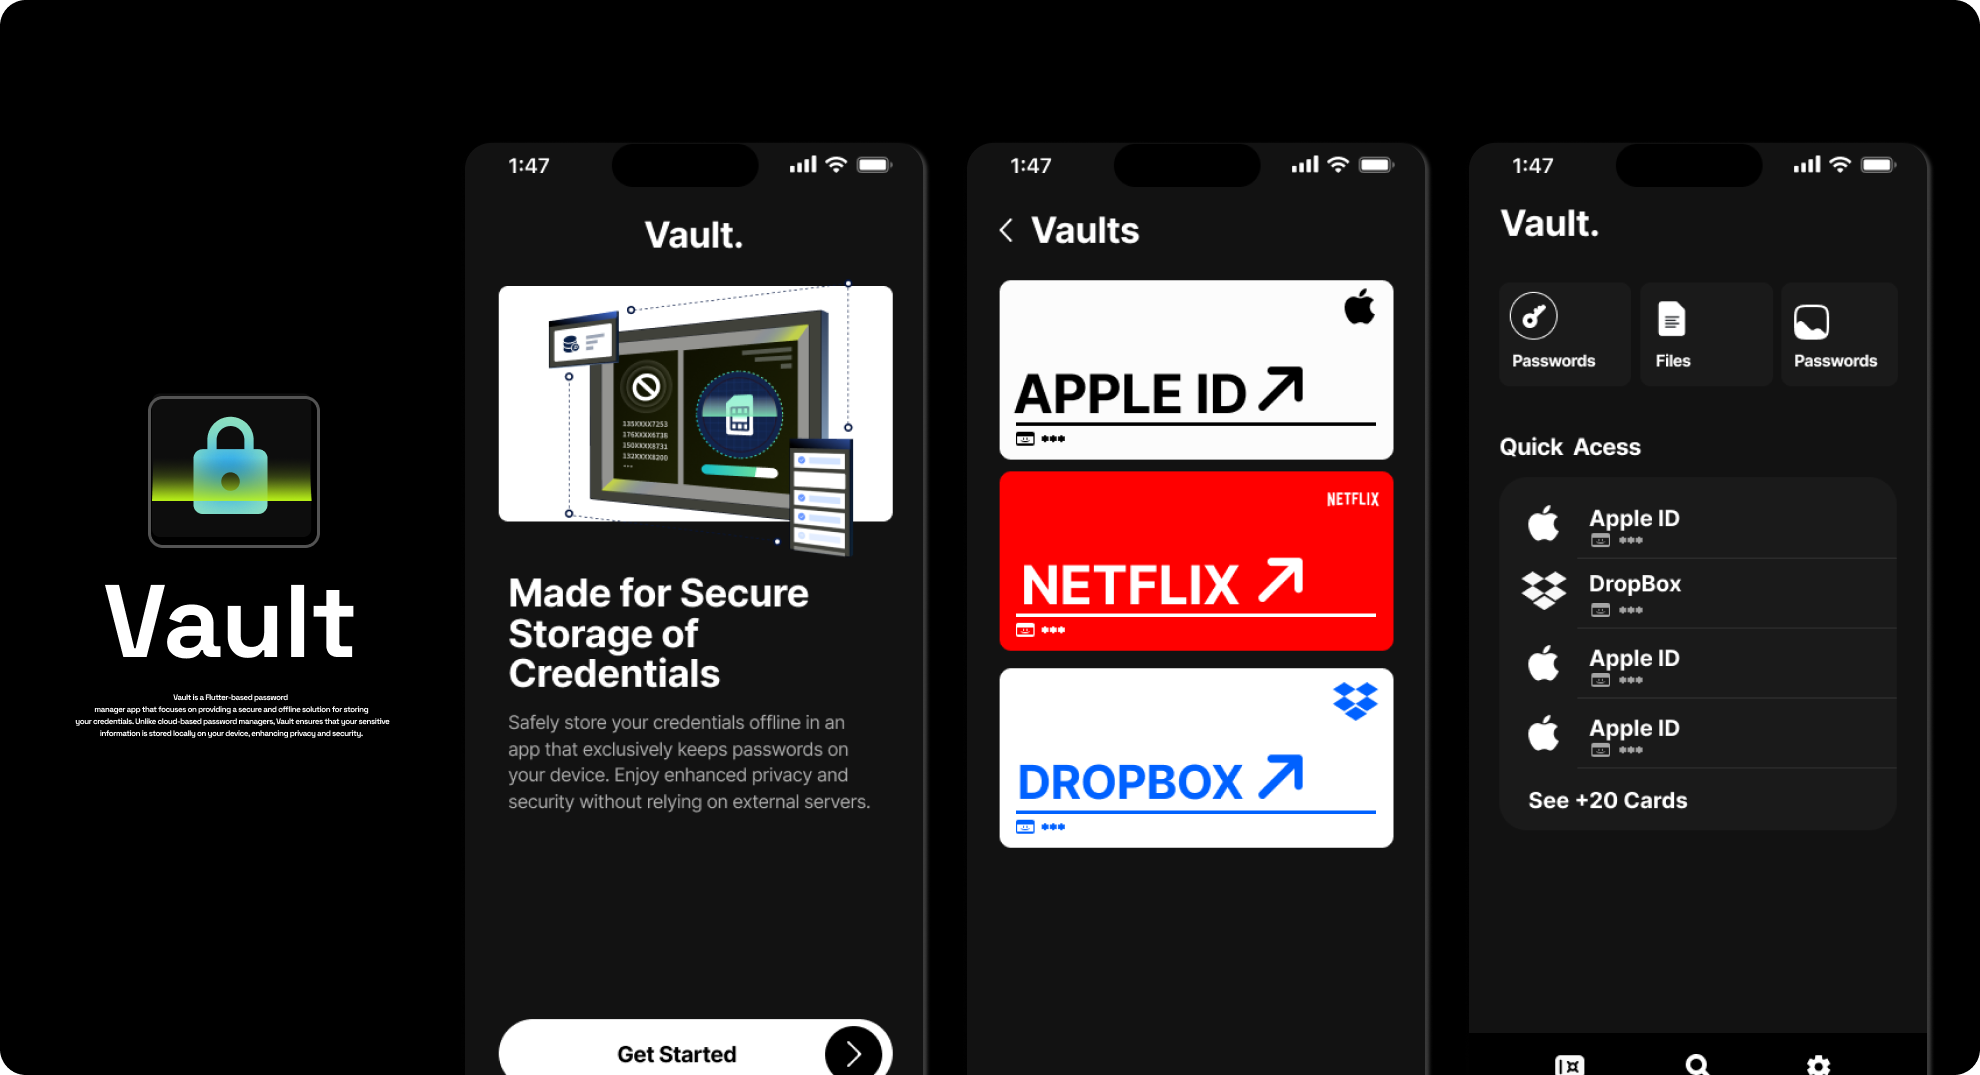 Vault
Vault is a Flutter-based password
manager app that focuses on providing a secure and offline solution for storing
your credentials. Unlike cloud-based password managers, Vault ensures that your sensitive
information is stored locally on your device, enhancing privacy and security.
1:47
Vault.
135XXXX7253
176XXXX6738
150XXXX8731
132XXXX8200
...
Made for Secure
Storage of
Credentials
Safely store your credentials offline in an
app that exclusively keeps passwords on
your device. Enjoy enhanced privacy and
security without relying on external servers.
Get Started
1:47
Vaults
APPLE ID
***
NETFLIX
NETFLIX
***
DROPBOX
***
1:47
Vault.
Passwords
Files
Passwords
Quick Acess
Apple ID
***
DropBox
***
Apple ID
***
Apple ID
***
See +20 Cards